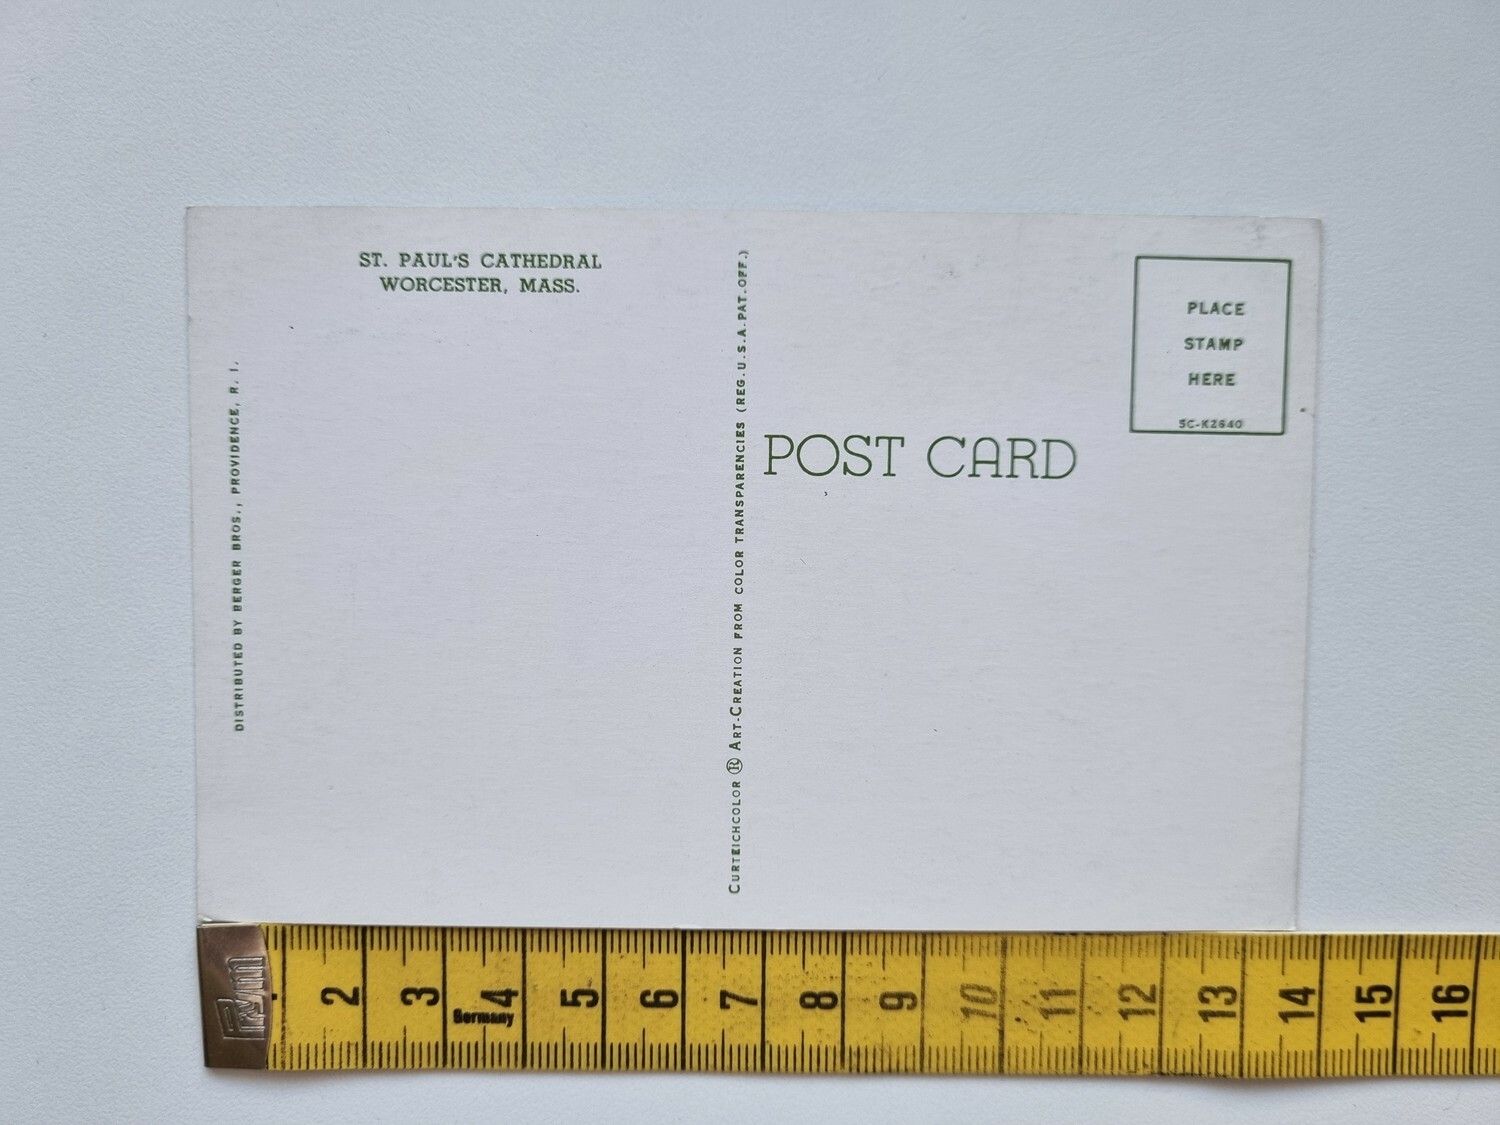 ST. PAUL'S CATHEDRAL
WORCESTER, MASS.
DISTRIBUTED BY BERGER BROS., PROVIDENCE, R. I.
CURTEICHCOLOR ® ART-CREATION FROM COLOR TRANSPARENCIES (REG. U.S.A. PAT. OFF.)
PLACE
STAMP
HERE
5C-K2640
POST CARD
Prym
2 3 4 5 6 7 8 9 10 11 12 13 14 15 16
Germany